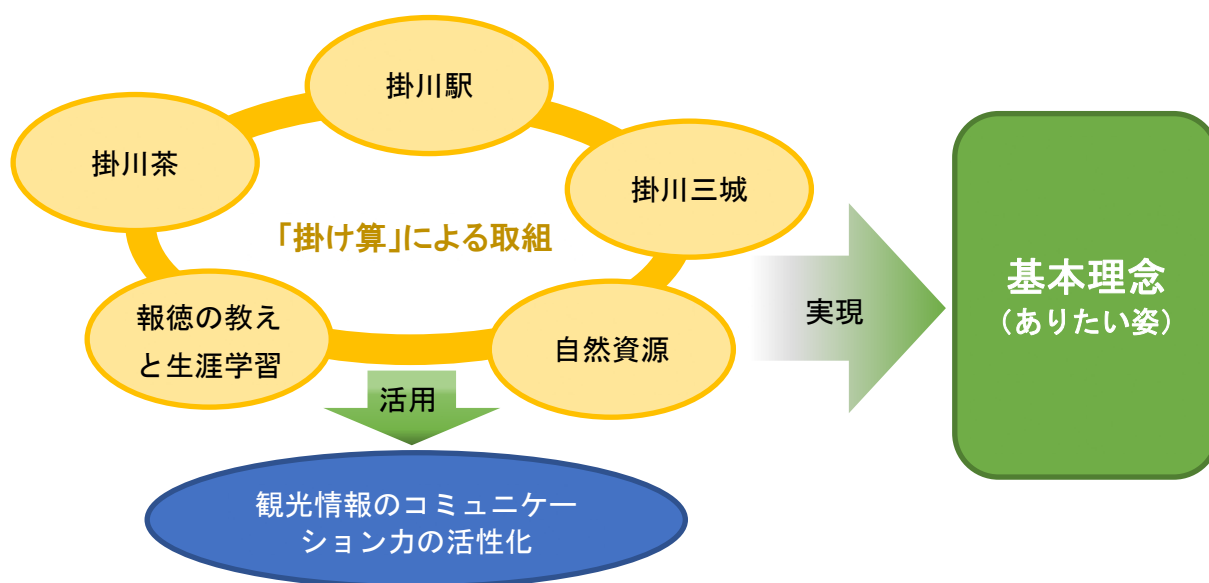 掛川駅
掛川茶
掛川三城
「掛け算」による取組
報徳の教え
と生涯学習
自然資源
実現
基本理念
（ありたい姿）
活用
観光情報のコミュニケー
ション力の活性化